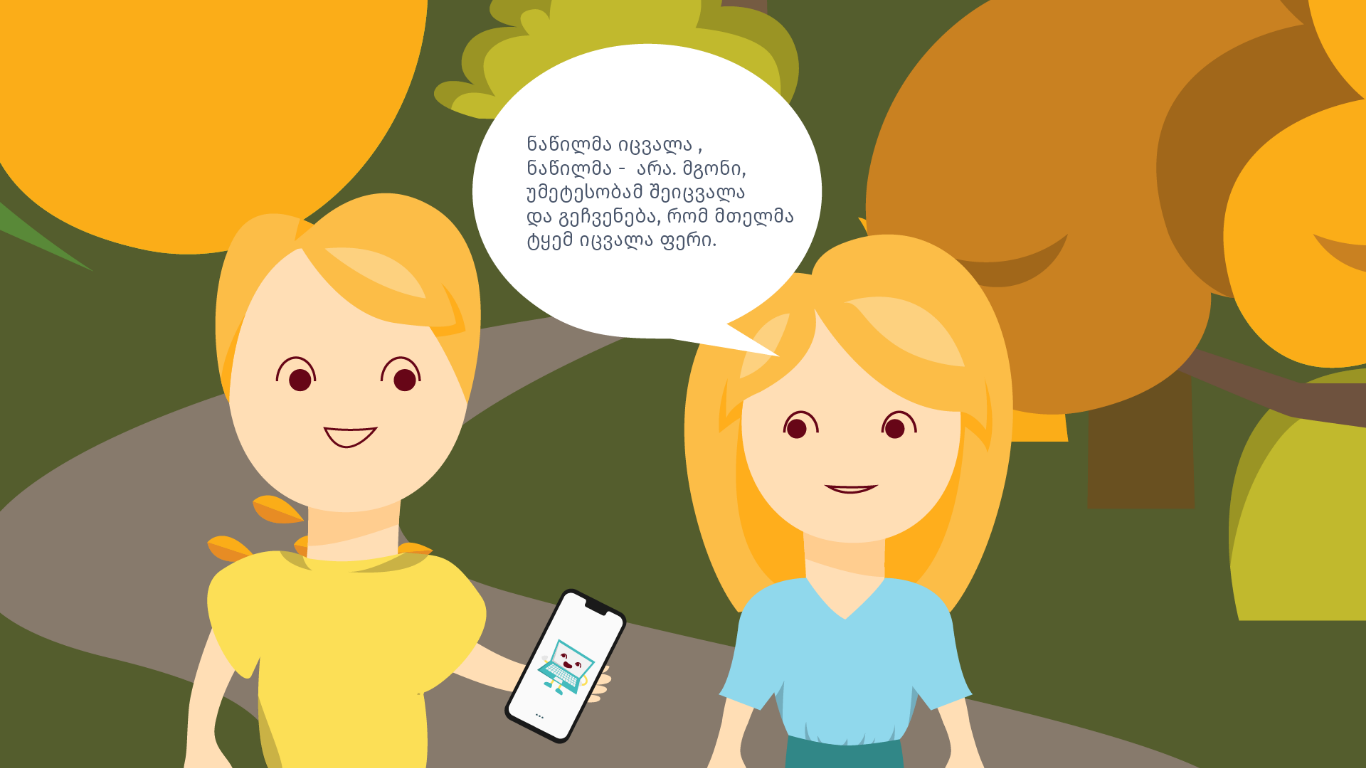 ნაწილმა იცვალა ,
ნაწილმა - არა. მგონი,
უმეტესობამ შეიცვალა
და გეჩვენება, რომ მთელმა
ტყემ იცვალა ფერი.